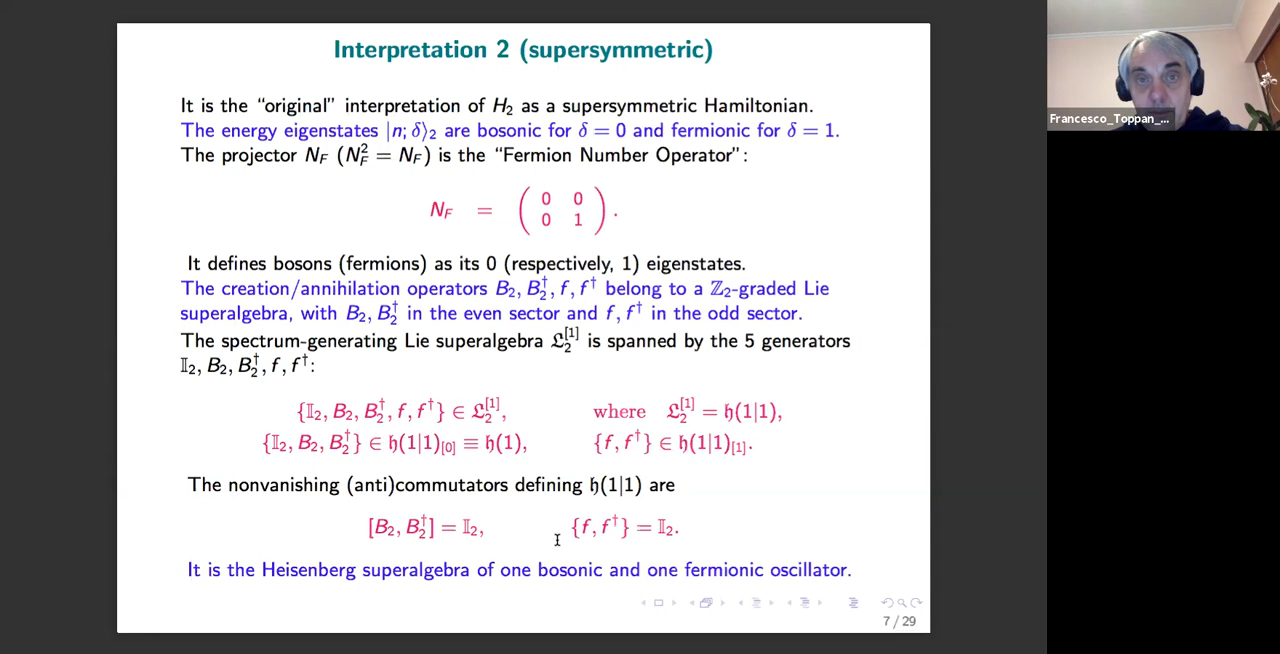 Interpretation 2 (supersymmetric)
It is the “original” interpretation of H₂ as a supersymmetric Hamiltonian.
The energy eigenstates |n; δ⟩₂ are bosonic for δ = 0 and fermionic for δ = 1.
The projector N_F (N_F² = N_F) is the “Fermion Number Operator”:
N_F = ( 0 0
0 1 ) .
It defines bosons (fermions) as its 0 (respectively, 1) eigenstates.
The creation/annihilation operators B₂, B₂†, f, f† belong to a ℤ₂-graded Lie
superalgebra, with B₂, B₂† in the even sector and f, f† in the odd sector.
The spectrum-generating Lie superalgebra 𝔏₂^[1] is spanned by the 5 generators
𝕀₂, B₂, B₂†, f, f†:
{𝕀₂, B₂, B₂†, f, f†} ∈ 𝔏₂^[1], where 𝔏₂^[1] = 𝔥(1|1),
{𝕀₂, B₂, B₂†} ∈ 𝔥(1|1)_[0] ≡ 𝔥(1), {f, f†} ∈ 𝔥(1|1)_[1].
The nonvanishing (anti)commutators defining 𝔥(1|1) are
[B₂, B₂†] = 𝕀₂, {f, f†} = 𝕀₂.
It is the Heisenberg superalgebra of one bosonic and one fermionic oscillator.
7 / 29
Francesco_Toppan_...